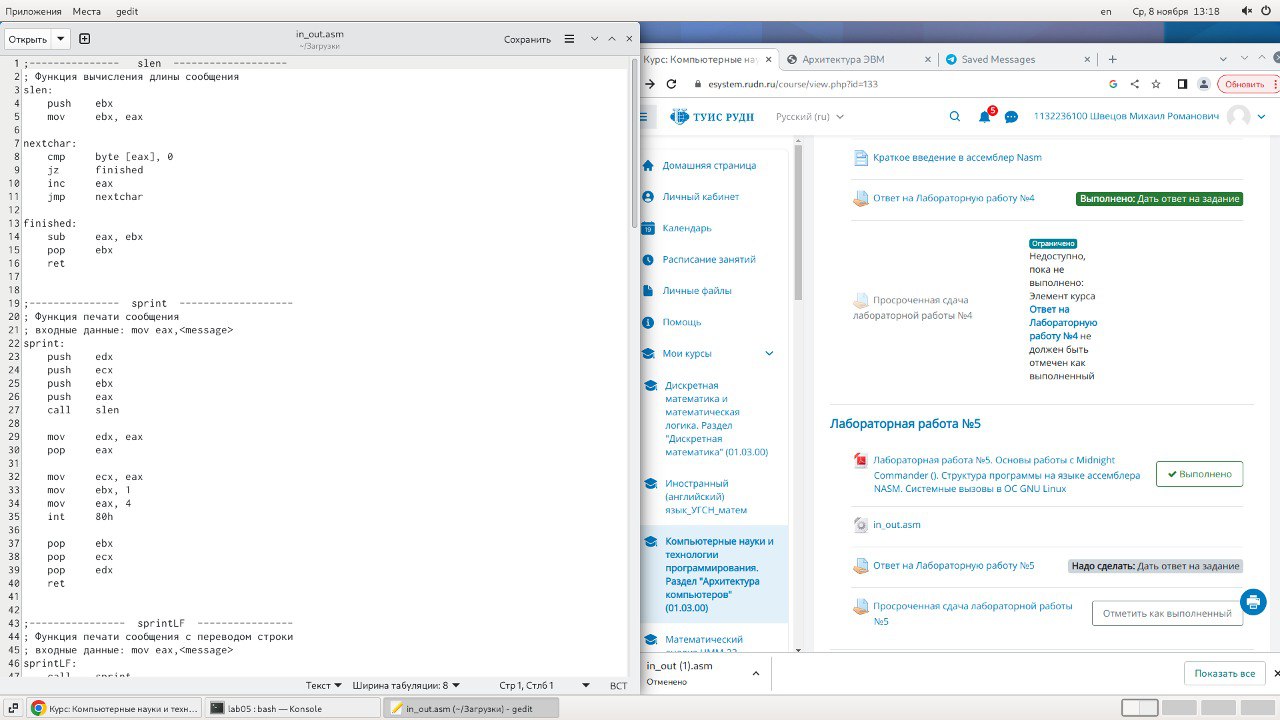 Приложения Места gedit
en Ср, 8 ноября 13:18
Открыть
in_out.asm
~/Загрузки
Сохранить
1 ;--------------- slen -------------------
2 ; Функция вычисления длины сообщения
3 slen:
4 push ebx
5 mov ebx, eax
6
7 nextchar:
8 cmp byte [eax], 0
9 jz finished
10 inc eax
11 jmp nextchar
12
13 finished:
14 sub eax, ebx
15 pop ebx
16 ret
17
18
19 ;--------------- sprint -------------------
20 ; Функция печати сообщения
21 ; входные данные: mov eax,<message>
22 sprint:
23 push edx
24 push ecx
25 push ebx
26 push eax
27 call slen
28
29 mov edx, eax
30 pop eax
31
32 mov ecx, eax
33 mov ebx, 1
34 mov eax, 4
35 int 80h
36
37 pop ebx
38 pop ecx
39 pop edx
40 ret
41
42
43 ;---------------- sprintLF ----------------
44 ; Функция печати сообщения с переводом строки
45 ; входные данные: mov eax,<message>
46 sprintLF:
47 call sprint
Текст Ширина табуляции: 8 Стр 1, Стлб 1 ВСТ
Курс: Компьютерные нау
Архитектура ЭВМ
Saved Messages
esystem.rudn.ru/course/view.php?id=133
Обновить
ТУИС РУДН
Русский (ru)
5
1132236100 Швецов Михаил Романович
Домашняя страница
Личный кабинет
19
Календарь
Расписание занятий
Личные файлы
Помощь
Мои курсы
Дискретная
математика и
математическая
логика. Раздел
"Дискретная
математика" (01.03.00)
Иностранный
(английский)
язык_УГСН_матем
Компьютерные науки и
технологии
программирования.
Раздел "Архитектура
компьютеров"
(01.03.00)
Математический
Краткое введение в ассемблер Nasm
Ответ на Лабораторную работу №4
Выполнено: Дать ответ на задание
Просроченная сдача
лабораторной работы №4
Ограничено
Недоступно,
пока не
выполнено:
Элемент курса
Ответ на
Лабораторную
работу №4 не
должен быть
отмечен как
выполненный
Лабораторная работа №5
Лабораторная работа №5. Основы работы с Midnight
Commander (). Структура программы на языке ассемблера
NASM. Системные вызовы в ОС GNU Linux
Выполнено
in_out.asm
Ответ на Лабораторную работу №5
Надо сделать: Дать ответ на задание
Просроченная сдача лабораторной работы
№5
Отметить как выполненный
in_out (1).asm
Отменено
Показать все
Курс: Компьютерные науки и техн...
lab05 : bash — Konsole
in_out.asm (~/Загрузки) - gedit